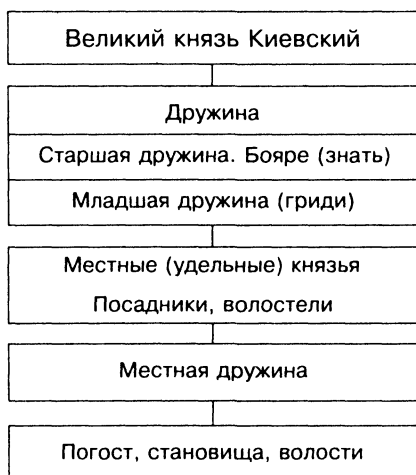 Великий князь Киевский
Дружина
Старшая дружина. Бояре (знать)
Младшая дружина (гриди)
Местные (удельные) князья
Посадники, волостели
Местная дружина
Погост, становища, волости